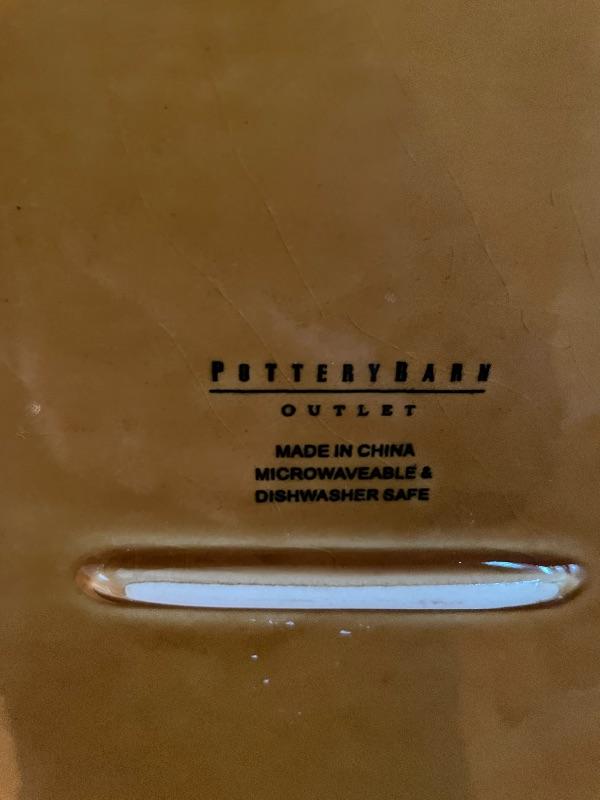 POTTERYBARN
OUTLET
MADE IN CHINA
MICROWAVEABLE &
DISHWASHER SAFE